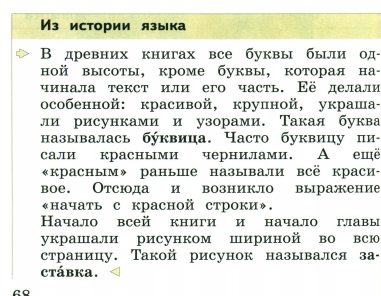 Из истории языка
В древних книгах все буквы были од-
ной высоты, кроме буквы, которая на-
чинала текст или его часть. Её делали
особенной: красивой, крупной, украша-
ли рисунками и узорами. Такая буква
называлась бу́квица. Часто буквицу пи-
сали красными чернилами. А ещё
«красным» раньше называли всё краси-
вое. Отсюда и возникло выражение
«начать с красной строки».
Начало всей книги и начало главы
украшали рисунком шириной во всю
страницу. Такой рисунок назывался за-
ста́вка.
68